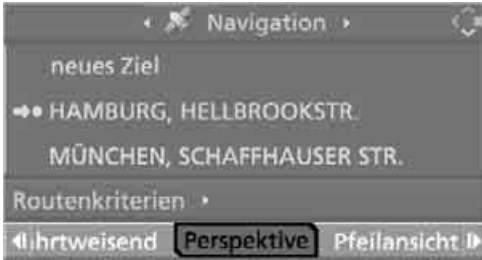 Navigation
neues Ziel
HAMBURG, HELLBROOKSTR.
MÜNCHEN, SCHAFFHAUSER STR.
Routenkriterien
hrtweisend Perspektive Pfeilansicht